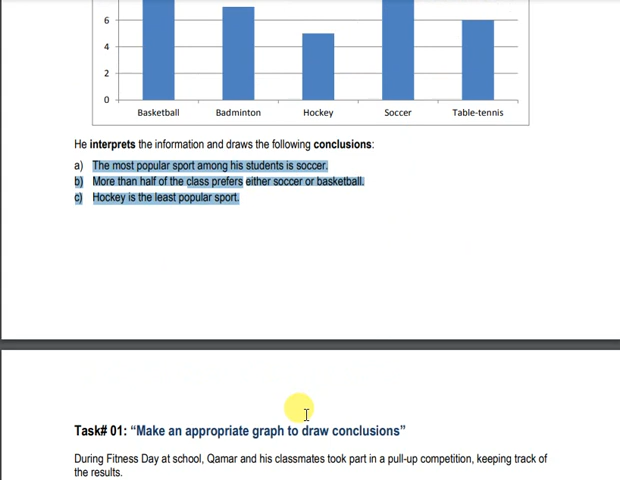 6
4
2
0
Basketball Badminton Hockey Soccer Table-tennis
He interprets the information and draws the following conclusions:
a) The most popular sport among his students is soccer.
b) More than half of the class prefers either soccer or basketball.
c) Hockey is the least popular sport.
Task# 01: “Make an appropriate graph to draw conclusions”
During Fitness Day at school, Qamar and his classmates took part in a pull-up competition, keeping track of
the results.